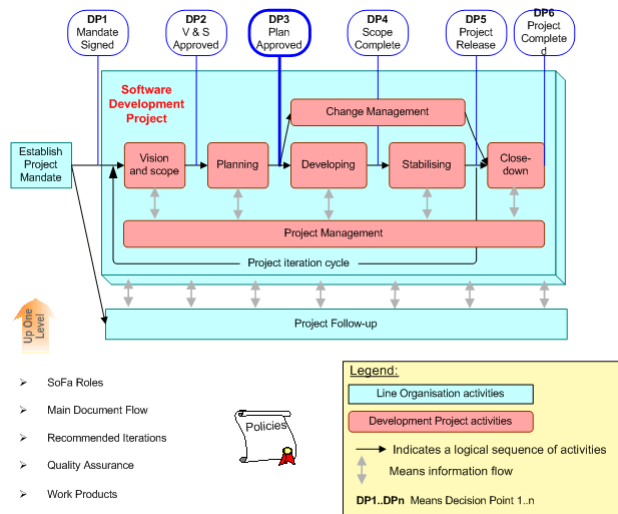 DP1
Mandate
Signed
DP2
V & S
Approved
DP3
Plan
Approved
DP4
Scope
Complete
DP5
Project
Release
DP6
Project
Complete
d
Software
Development
Project
Change Management
Establish
Project
Mandate
Vision
and scope
Planning
Developing
Stabilising
Close-
down
Project Management
Project iteration cycle
Project Follow-up
Up One
Level
SoFa Roles
Main Document Flow
Recommended Iterations
Quality Assurance
Work Products
Policies
Legend:
Line Organisation activities
Development Project activities
Indicates a logical sequence of activities
Means information flow
DP1..DPn Means Decision Point 1..n